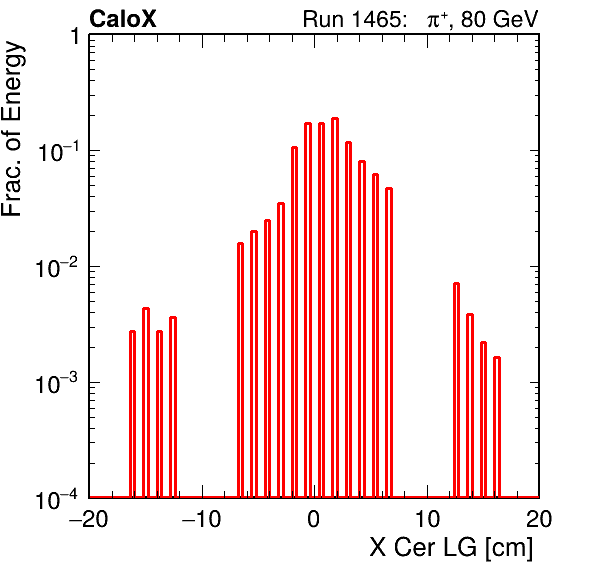 CaloX Run 1465: π⁺, 80 GeV
Frac. of Energy
1
10⁻¹
10⁻²
10⁻³
10⁻⁴
−20 −10 0 10 20
X Cer LG [cm]